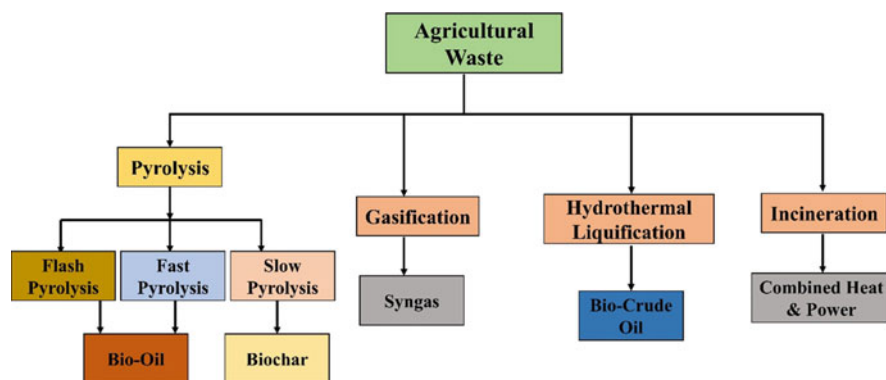 Agricultural
Waste
Pyrolysis
Gasification
Hydrothermal
Liquification
Incineration
Flash
Pyrolysis
Fast
Pyrolysis
Slow
Pyrolysis
Syngas
Bio-Crude
Oil
Combined Heat
& Power
Bio-Oil
Biochar